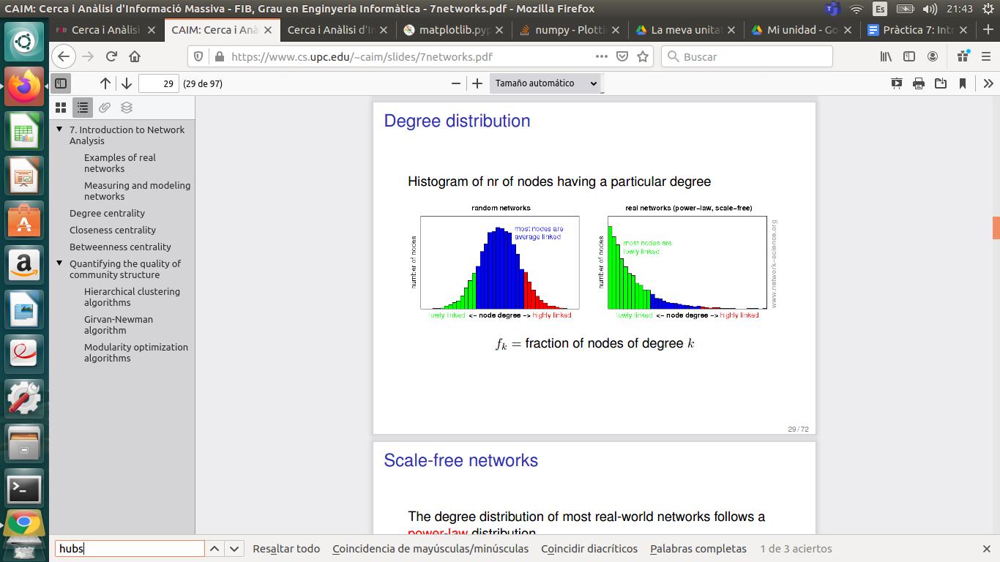 CAIM: Cerca i Anàlisi d'Informació Massiva - FIB, Grau en Enginyeria Informàtica - 7networks.pdf - Mozilla Firefox
Es
21:43
FIB Cerca i Anàlisi
CAIM: Cerca i Anà
Cerca i Anàlisi d'In
matplotlib.pyp
numpy - Plottin
La meva unitat
Mi unidad - Go
Pràctica 7: Intr
https://www.cs.upc.edu/~caim/slides/7networks.pdf
Buscar
29
(29 de 97)
Tamaño automático
7. Introduction to Network
Analysis
Examples of real
networks
Measuring and modeling
networks
Degree centrality
Closeness centrality
Betweenness centrality
Quantifying the quality of
community structure
Hierarchical clustering
algorithms
Girvan-Newman
algorithm
Modularity optimization
algorithms
Degree distribution
Histogram of nr of nodes having a particular degree
random networks
number of nodes
most nodes are
average linked
lowly linked <− node degree −> highly linked
real networks (power−law, scale−free)
number of nodes
most nodes are
lowly linked
lowly linked <− node degree −> highly linked
www.network−science.org
fk = fraction of nodes of degree k
29 / 72
Scale-free networks
The degree distribution of most real-world networks follows a
power-law distribution
hubs
Resaltar todo
Coincidencia de mayúsculas/minúsculas
Coincidir diacríticos
Palabras completas
1 de 3 aciertos